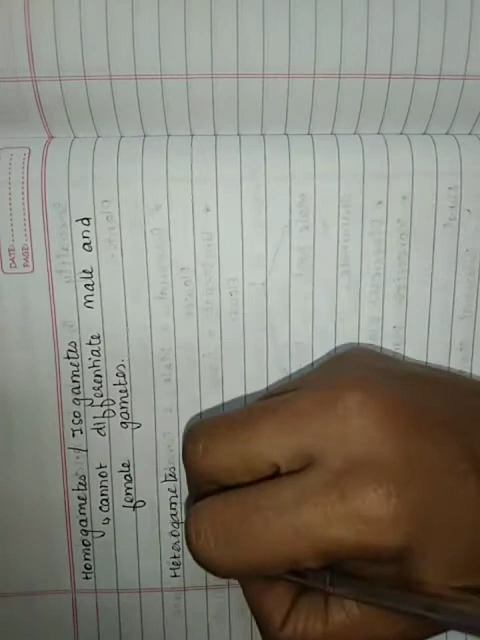 DATE:
PAGE:
Homogametes / Isogametes
↳ cannot differentiate male and
female gametes.
Heterogametes